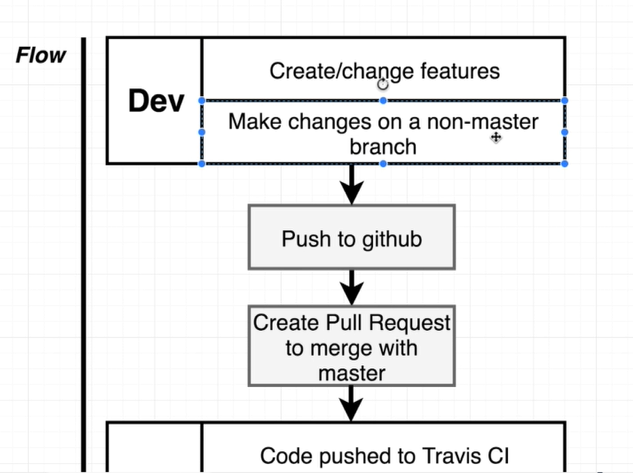 Flow
Dev
Create/change features
Make changes on a non-master
branch
Push to github
Create Pull Request
to merge with
master
Code pushed to Travis CI